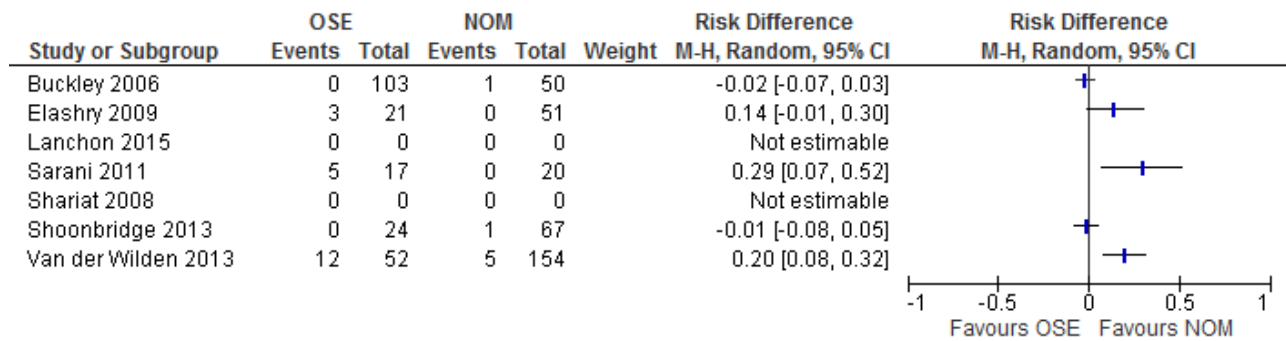 OSE NOM Risk Difference Risk Difference
Study or Subgroup Events Total Events Total Weight M-H, Random, 95% CI M-H, Random, 95% CI
Buckley 2006 0 103 1 50 -0.02 [-0.07, 0.03]
Elashry 2009 3 21 0 51 0.14 [-0.01, 0.30]
Lanchon 2015 0 0 0 0 Not estimable
Sarani 2011 5 17 0 20 0.29 [0.07, 0.52]
Shariat 2008 0 0 0 0 Not estimable
Shoonbridge 2013 0 24 1 67 -0.01 [-0.08, 0.05]
Van der Wilden 2013 12 52 5 154 0.20 [0.08, 0.32]
-1 -0.5 0 0.5 1
Favours OSE Favours NOM